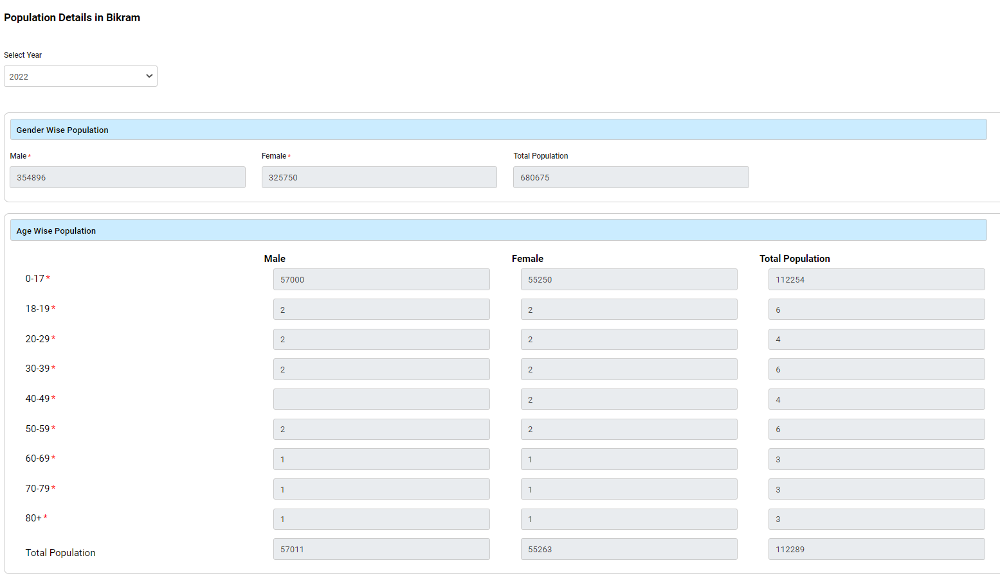 Population Details in Bikram
Select Year
2022
Gender Wise Population
Male * Female * Total Population
354896 325750 680675
Age Wise Population
Male Female Total Population
0-17 * 57000 55250 112254
18-19 * 2 2 6
20-29 * 2 2 4
30-39 * 2 2 6
40-49 * 2 4
50-59 * 2 2 6
60-69 * 1 1 3
70-79 * 1 1 3
80+ * 1 1 3
Total Population 57011 55263 112289